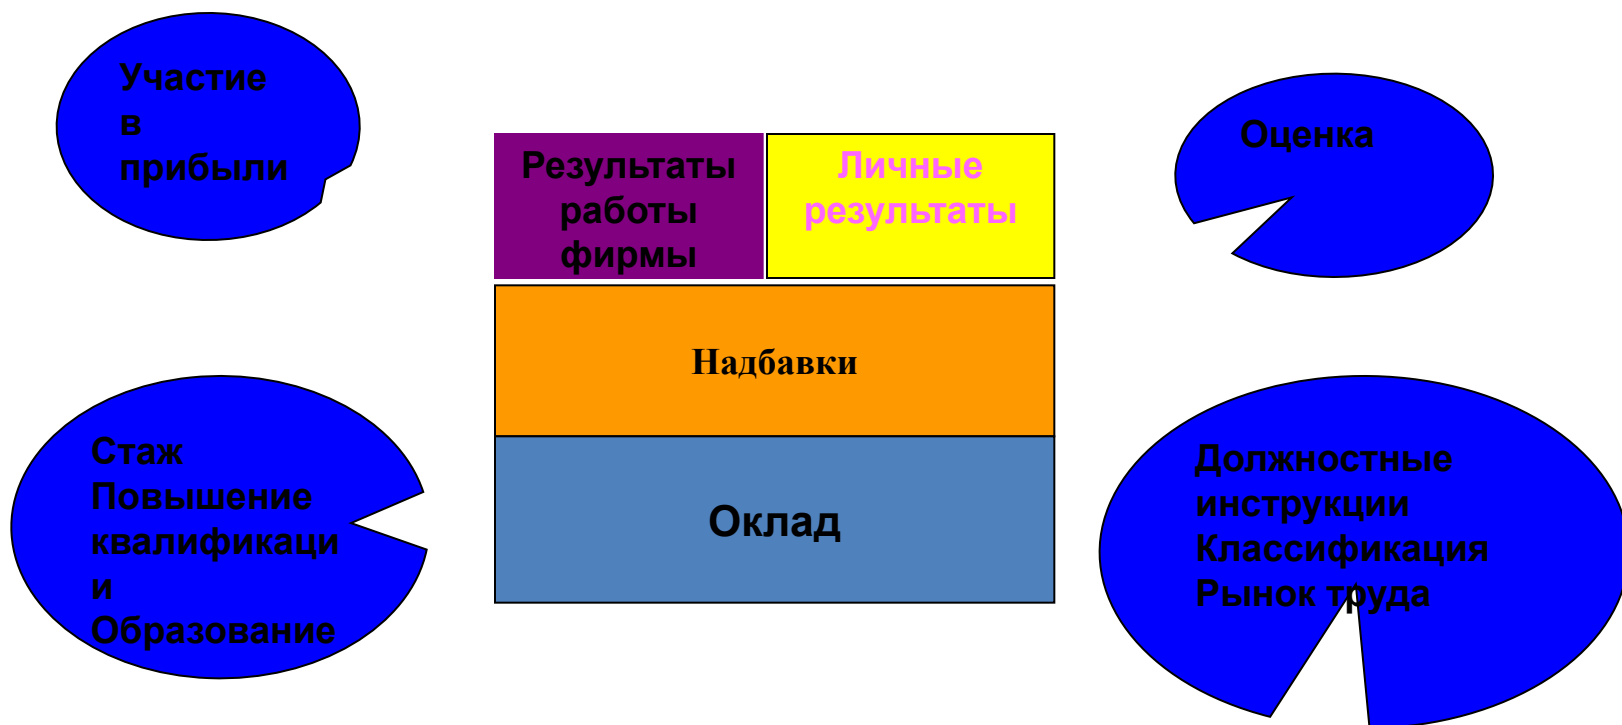 Участие
в
прибыли
Результаты
работы
фирмы
Личные
результаты
Оценка
Надбавки
Стаж
Повышение
квалификаци
и
Образование
Оклад
Должностные
инструкции
Классификация
Рынок труда